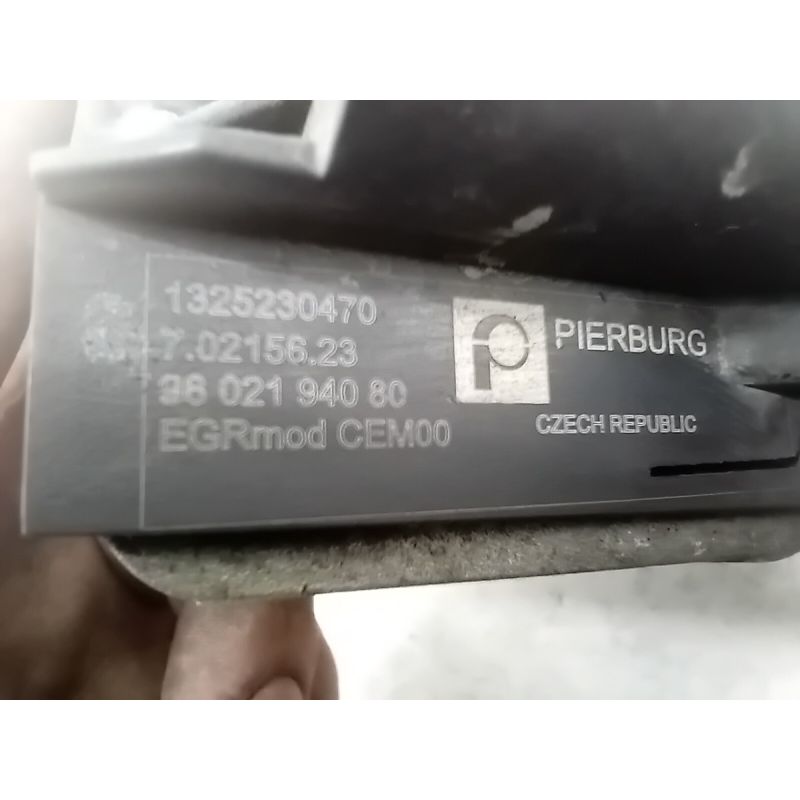 1325230470
7.02156.23
96 021 940 80
EGRmod CEM00
PIERBURG
CZECH REPUBLIC